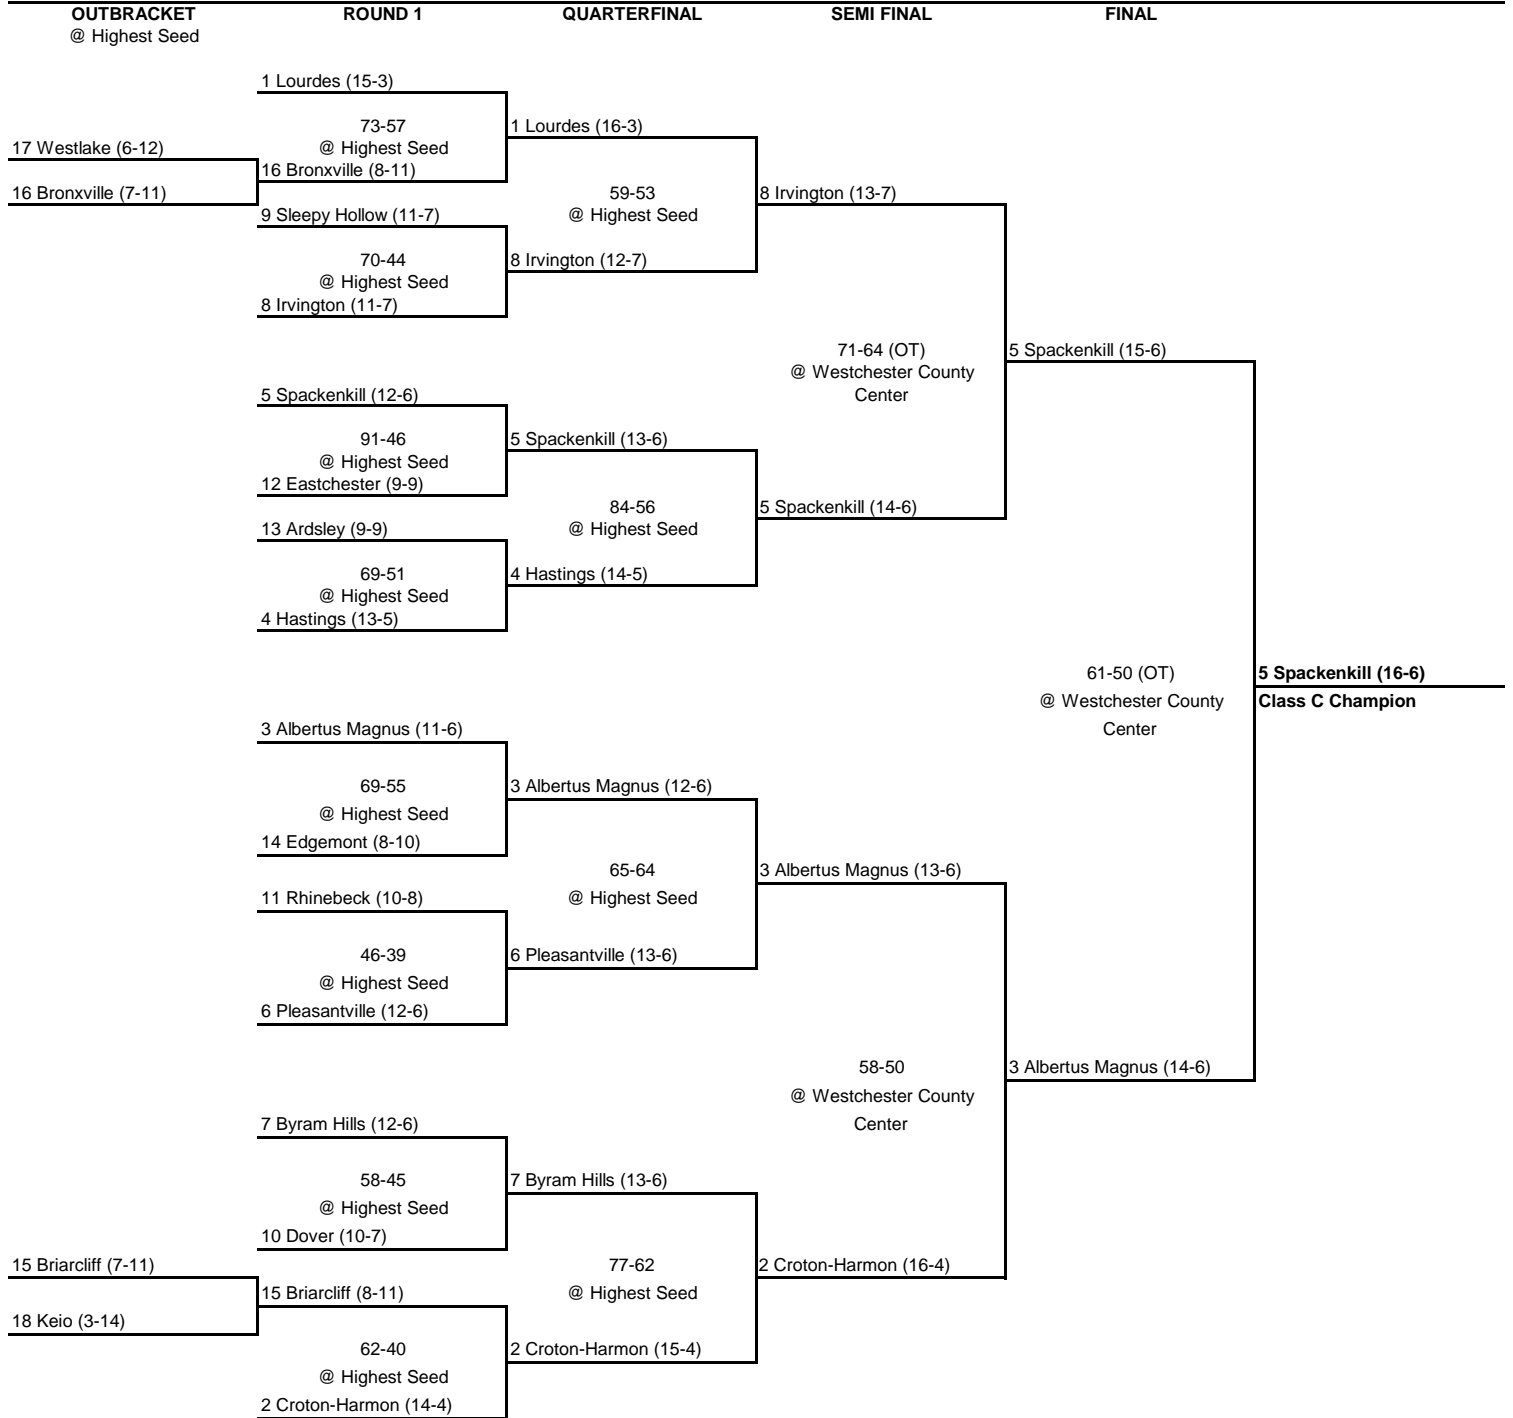 OUTBRACKET ROUND 1 QUARTERFINAL SEMI FINAL FINAL
@ Highest Seed
1 Lourdes (15-3)
73-57 1 Lourdes (16-3)
17 Westlake (6-12) @ Highest Seed
16 Bronxville (8-11)
16 Bronxville (7-11) 59-53 8 Irvington (13-7)
9 Sleepy Hollow (11-7) @ Highest Seed
70-44 8 Irvington (12-7)
@ Highest Seed
8 Irvington (11-7)
71-64 (OT) 5 Spackenkill (15-6)
@ Westchester County
5 Spackenkill (12-6) Center
91-46 5 Spackenkill (13-6)
@ Highest Seed
12 Eastchester (9-9)
84-56 5 Spackenkill (14-6)
13 Ardsley (9-9) @ Highest Seed
69-51 4 Hastings (14-5)
@ Highest Seed
4 Hastings (13-5)
61-50 (OT) 5 Spackenkill (16-6)
@ Westchester County Class C Champion
3 Albertus Magnus (11-6) Center
69-55 3 Albertus Magnus (12-6)
@ Highest Seed
14 Edgemont (8-10)
65-64 3 Albertus Magnus (13-6)
11 Rhinebeck (10-8) @ Highest Seed
46-39 6 Pleasantville (13-6)
@ Highest Seed
6 Pleasantville (12-6)
58-50 3 Albertus Magnus (14-6)
@ Westchester County
7 Byram Hills (12-6) Center
58-45 7 Byram Hills (13-6)
@ Highest Seed
10 Dover (10-7)
15 Briarcliff (7-11) 77-62 2 Croton-Harmon (16-4)
15 Briarcliff (8-11) @ Highest Seed
18 Keio (3-14)
62-40 2 Croton-Harmon (15-4)
@ Highest Seed
2 Croton-Harmon (14-4)